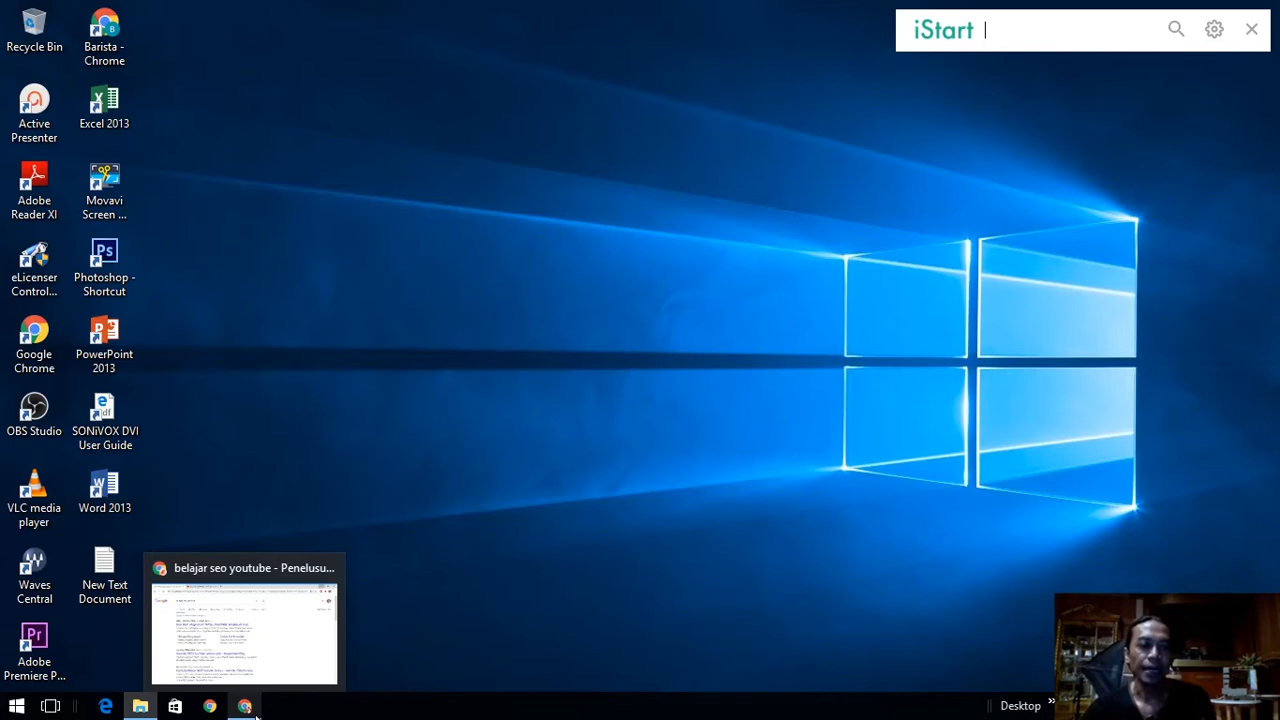 Recycle Bin
Barista -
Chrome
iStart
Active
Presenter
Excel 2013
Adobe
Reader XI
Movavi
Screen ...
eLicenser
Control...
Photoshop -
Shortcut
Google
Chrome
PowerPoint
2013
OBS Studio
SONiVOX DVI
User Guide
VLC media
player
Word 2013
Waves
New Text
Document
belajar seo youtube - Penelusu...
Adobe
Desktop